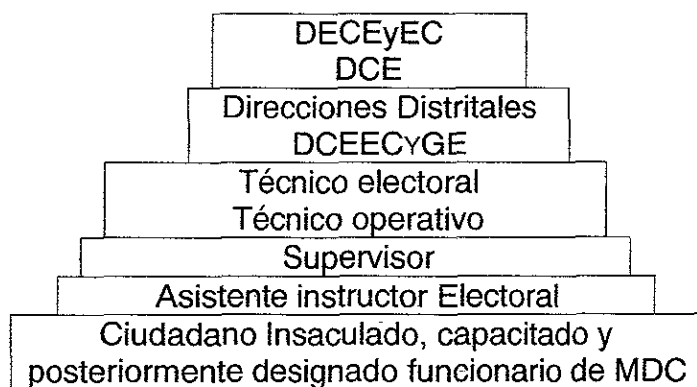 DECEyEC
DCE
Direcciones Distritales
DCEECYGE
Técnico electoral
Técnico operativo
Supervisor
Asistente instructor Electoral
Ciudadano Insaculado, capacitado y
posteriormente designado funcionario de MDC